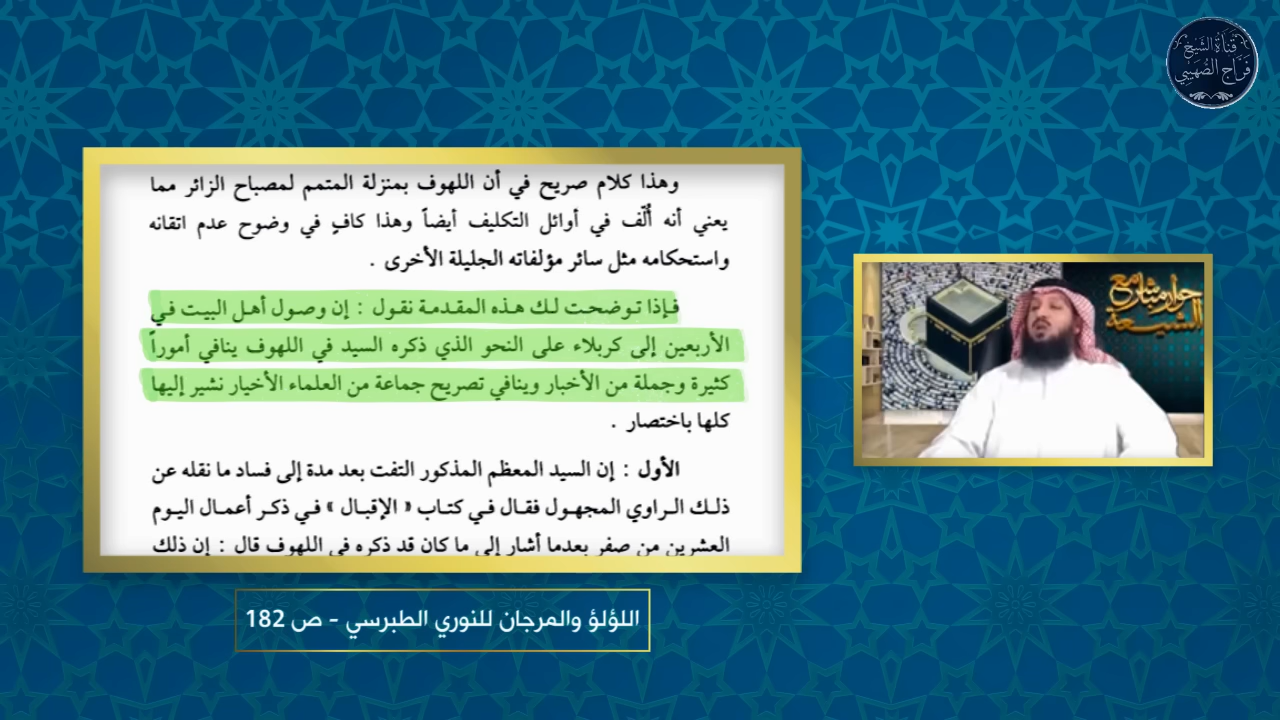 قناة الشيخ
فراج الصهيبي
وهذا كلام صريح في أن اللهوف بمنزلة المتمم لمصباح الزائر مما
يعني أنه أُلّف في أوائل التكليف أيضاً وهذا كافٍ في وضوح عدم اتقانه
واستحكامه مثل سائر مؤلفاته الجليلة الأخرى .
فإذا توضحت لك هذه المقدمة نقول : إن وصول أهل البيت في
الأربعين إلى كربلاء على النحو الذي ذكره السيد في اللهوف ينافي أموراً
كثيرة وجملة من الأخبار وينافي تصريح جماعة من العلماء الأخيار نشير إليها
كلها باختصار .
الأول : إن السيد المعظم المذكور التفت بعد مدة إلى فساد ما نقله عن
ذلك الراوي المجهول فقال في كتاب « الإقبال » في ذكر أعمال اليوم
العشرين من صفر بعدما أشار إلى ما كان قد ذكره في اللهوف قال : إن ذلك
حوار مباشر مع
الشيعة
اللؤلؤ والمرجان للنوري الطبرسي - ص 182